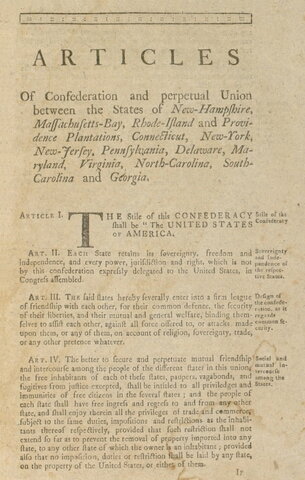 ARTICLES
Of Confederation and perpetual Union
between the States of New-Hampſhire,
Maſſachuſetts-Bay, Rhode-Iſland and Provi-
dence Plantations, Connecticut, New-York,
New-Jerſey, Pennſylvania, Delaware, Ma-
ryland, Virginia, North-Carolina, South-
Carolina and Georgia.
ARTICLE I. THE Stile of this CONFEDERACY
ſhall be "The UNITED STATES
of AMERICA.
Stile of the
Confederacy
ART. II. Each State retains its ſovereignty, freedom
and independence, and every power, juriſdiction and right, which is not
by this confederation expreſsly delegated to the United States, in
Congreſs aſſembled.
Sovereignty
and Inde-
pendence of
the reſpec-
tive States.
ART. III. The ſaid ſtates hereby ſeverally enter into a firm league
of friendſhip with each other, for their common defence, the ſecurity
of their liberties, and their mutual and general welfare, binding them-
ſelves to aſſiſt each other, againſt all force offered to, or attacks made
upon them, or any of them, on account of religion, ſovereignty, trade,
or any other pretence whatever.
Deſign of
the confe-
deration, as
it regards
common ſe-
curity.
ART. IV. The better to ſecure and perpetuate mutual friendſhip
and intercourſe among the people of the different ſtates in this union,
the free inhabitants of each of theſe ſtates, paupers, vagabonds, and
fugitives from juſtice excepted, ſhall be intitled to all privileges and
immunities of free citizens in the ſeveral ſtates; and the people of
each ſtate ſhall have free ingreſs and regreſs to and from any other
ſtate, and ſhall enjoy therein all the privileges of trade and commerce,
ſubject to the ſame duties, impoſitions and reſtrictions as the inhabi-
tants thereof reſpectively, provided that ſuch reſtriction ſhall not
extend ſo far as to prevent the removal of property imported into any
ſtate, to any other ſtate of which the owner is an inhabitant; provided
alſo that no impoſition, duties or reſtriction ſhall be laid by any ſtate,
on the property of the United States, or either of them.
Social and
mutual in-
tercourſe
among the
States.
If